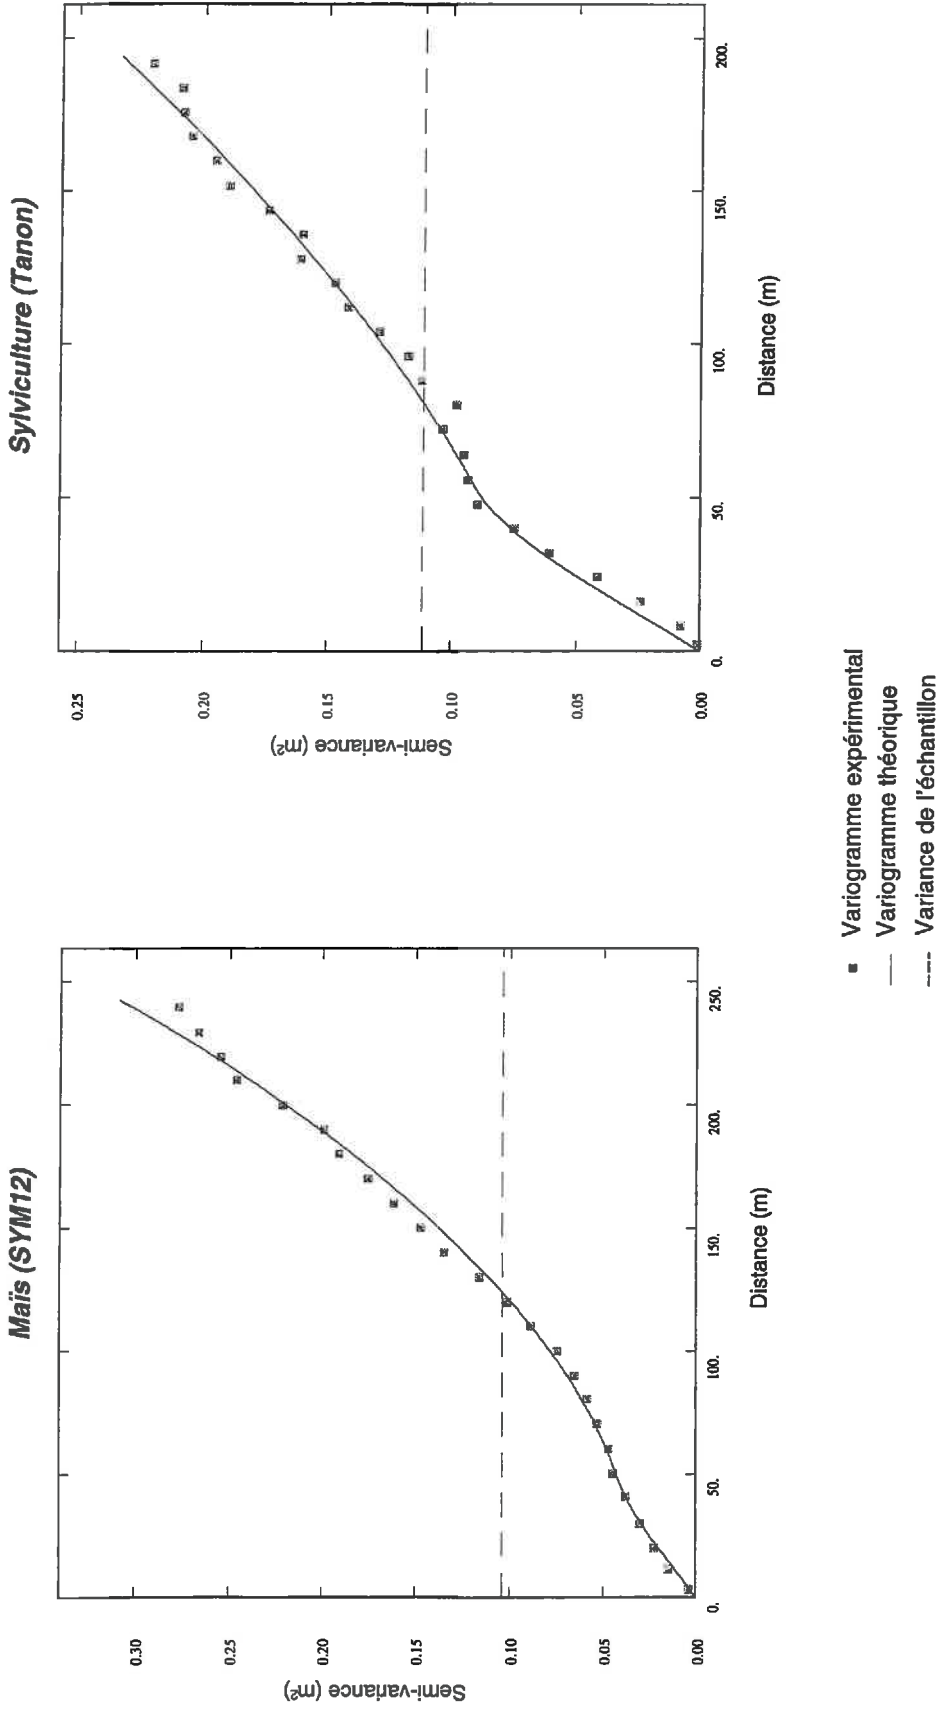 Maïs (SYM12)
Semi-variance (m²)
0.30
0.25
0.20
0.15
0.10
0.05
0.00
0.
50.
100.
150.
200.
250.
Distance (m)
Sylviculture (Tanon)
Semi-variance (m²)
0.25
0.20
0.15
0.10
0.05
0.00
0.
50.
100.
150.
200.
Distance (m)
Variogramme expérimental
Variogramme théorique
Variance de l'échantillon